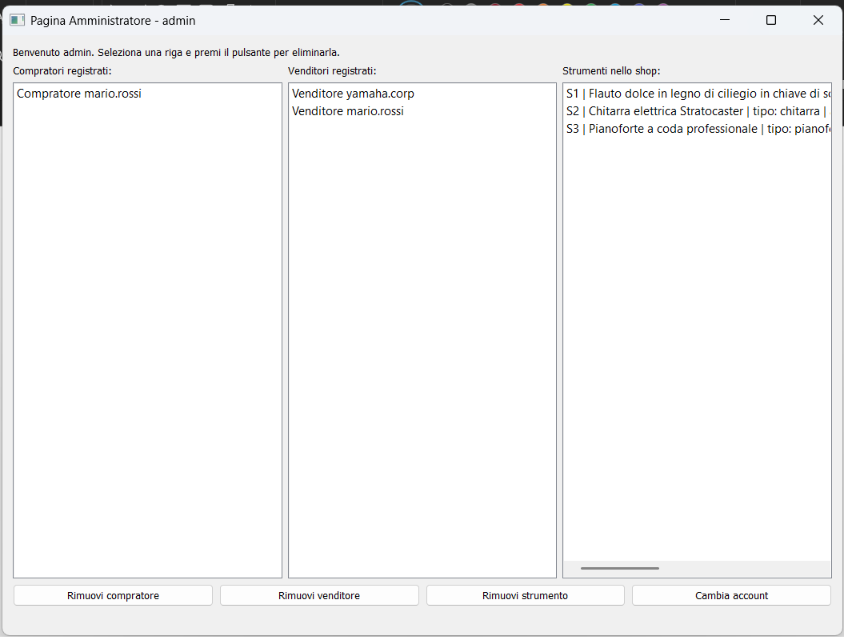 Pagina Amministratore - admin
Benvenuto admin. Seleziona una riga e premi il pulsante per eliminarla.
Compratori registrati:
Compratore mario.rossi
Venditori registrati:
Venditore yamaha.corp
Venditore mario.rossi
Strumenti nello shop:
S1 | Flauto dolce in legno di ciliegio in chiave di
S2 | Chitarra elettrica Stratocaster | tipo: chitarra |
S3 | Pianoforte a coda professionale | tipo:
Rimuovi compratore
Rimuovi venditore
Rimuovi strumento
Cambia account